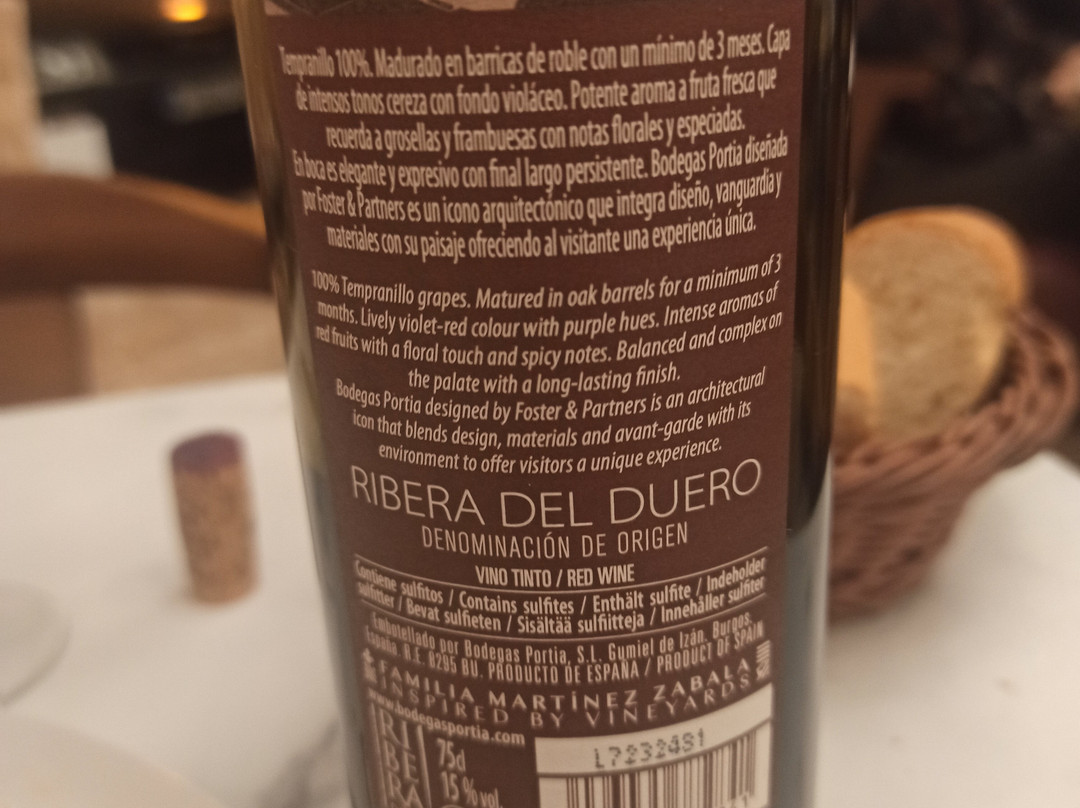 Tempranillo 100%. Madurado en barricas de roble con un mínimo de 3 meses. Capa
de intensos tonos cereza con fondo violáceo. Potente aroma a fruta fresca que
recuerda a grosellas y frambuesas con notas florales y especiadas.
En boca es elegante y expresivo con final largo persistente. Bodegas Portia diseñada
por Foster & Partners es un icono arquitectónico que integra diseño, vanguardia y
materiales con su paisaje ofreciendo al visitante una experiencia única.
100% Tempranillo grapes. Matured in oak barrels for a minimum of 3
months. Lively violet-red colour with purple hues. Intense aromas of
red fruits with a floral touch and spicy notes. Balanced and complex on
the palate with a long-lasting finish.
Bodegas Portia designed by Foster & Partners is an architectural
icon that blends design, materials and avant-garde with its
environment to offer visitors a unique experience.
RIBERA DEL DUERO
DENOMINACIÓN DE ORIGEN
VINO TINTO / RED WINE
Contiene sulfitos / Contains sulfites / Enthält sulfite / Indeholder
sulfitter / Bevat sulfieten / Sisältää sulfiitteja / Innehåller sulfiter
Embotellado por Bodegas Portia, S.L. Gumiel de Izán. Burgos.
España. R.E. 8295 BU. PRODUCTO DE ESPAÑA / PRODUCT OF SPAIN
FAMILIA MARTÍNEZ ZABALA
INSPIRED BY VINEYARDS
www.bodegasportia.com
RI
BE
RA
75cl
15 % vol.
L7232481